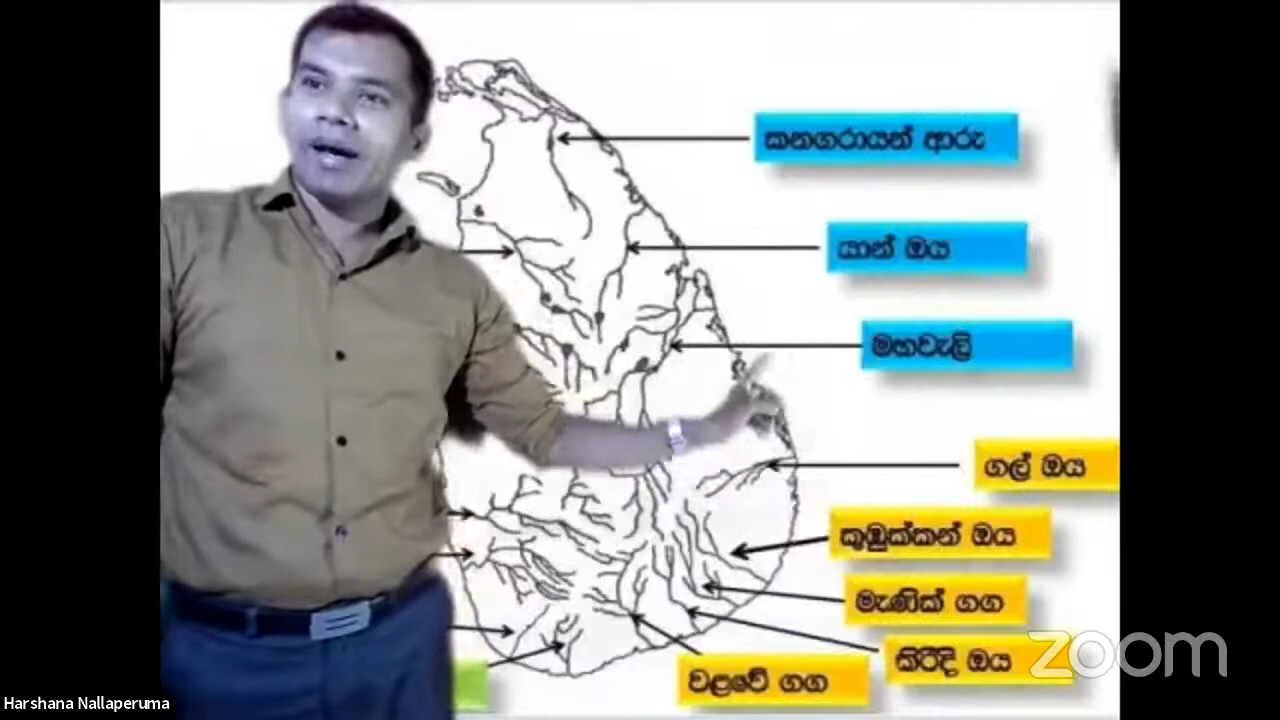 කනගරායන් ආරු
යාන් ඔය
මහවැලි
ගල් ඔය
කුඹුක්කන් ඔය
මැණික් ගඟ
කිරිඳි ඔය
වළවේ ගඟ
zoom
Harshana Nallaperuma